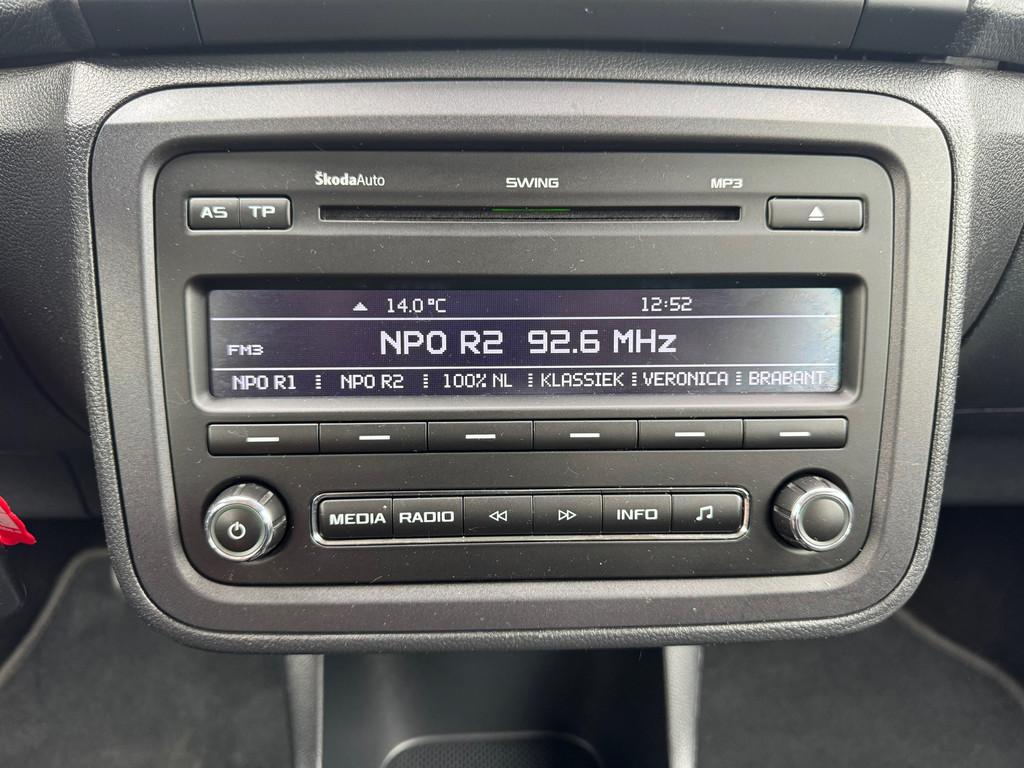 ŠkodaAuto SWING MP3
AS TP
14.0°C 12:52
NPO R2 92.6 MHz
FM3
NPO R1 NPO R2 100% NL KLASSIEK VERONICA BRABANT
MEDIA RADIO INFO